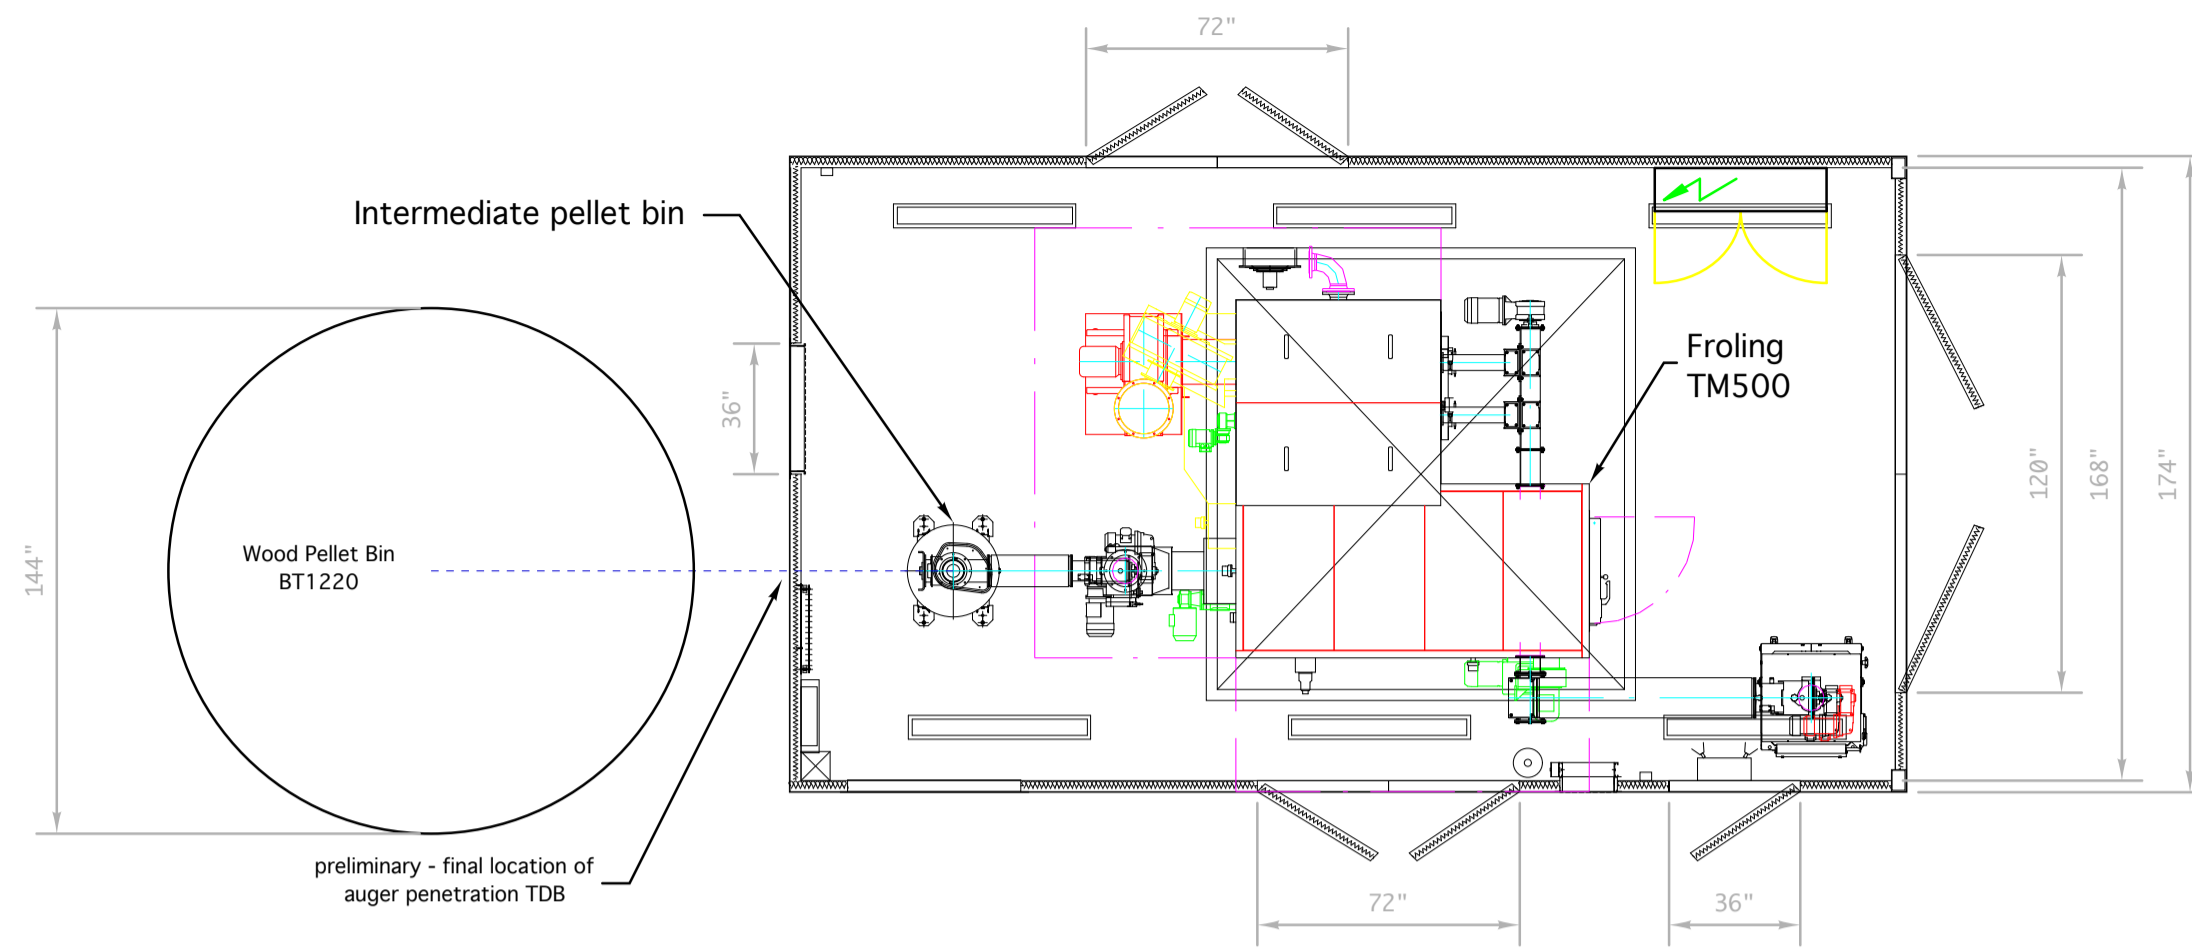 72"
Intermediate pellet bin
Froling
TM500
36"
120"
168"
174"
144"
Wood Pellet Bin
BT1220
preliminary - final location of
auger penetration TDB
72"
36"